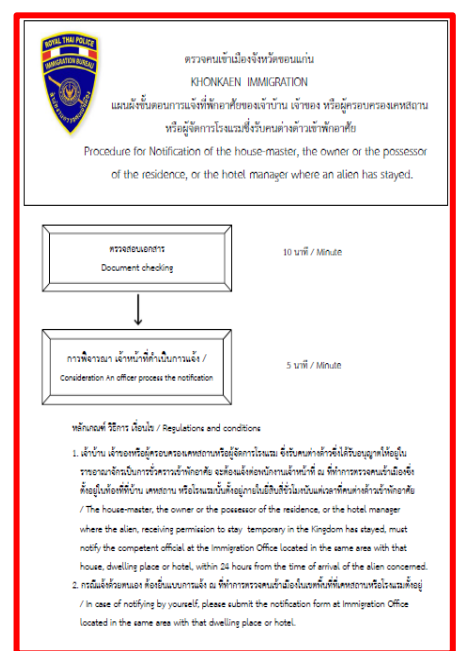 ROYAL THAI POLICE
IMMIGRATION BUREAU
ตรวจคนเข้าเมืองจังหวัดขอนแก่น
KHONKAEN IMMIGRATION
แผนผังขั้นตอนการแจ้งที่พักอาศัยของเจ้าบ้าน เจ้าของ หรือผู้ครอบครองเคหสถาน
หรือผู้จัดการโรงแรมซึ่งรับคนต่างด้าวเข้าพักอาศัย
Procedure for Notification of the house-master, the owner or the possessor
of the residence, or the hotel manager where an alien has stayed.
ตรวจสอบเอกสาร
Document checking
10 นาที / Minute
การพิจารณา เจ้าหน้าที่ดำเนินการแจ้ง /
Consideration An officer process the notification
5 นาที / Minute
หลักเกณฑ์ วิธีการ เงื่อนไข / Regulations and conditions
1. เจ้าบ้าน เจ้าของหรือผู้ครอบครองเคหสถานหรือผู้จัดการโรงแรม ซึ่งรับคนต่างด้าวซึ่งได้รับอนุญาตให้อยู่ใน
ราชอาณาจักรเป็นการชั่วคราวเข้าพักอาศัย จะต้องแจ้งต่อพนักงานเจ้าหน้าที่ ณ ที่ทำการตรวจคนเข้าเมืองซึ่ง
ตั้งอยู่ในท้องที่ที่บ้าน เคหสถาน หรือโรงแรมนั้นตั้งอยู่ภายในยี่สิบสี่ชั่วโมงนับแต่เวลาที่คนต่างด้าวเข้าพักอาศัย
/ The house-master, the owner or the possessor of the residence, or the hotel manager
where the alien, receiving permission to stay temporary in the Kingdom has stayed, must
notify the competent official at the Immigration Office located in the same area with that
house, dwelling place or hotel, within 24 hours from the time of arrival of the alien concerned.
2. กรณีแจ้งด้วยตนเอง ต้องยื่นแบบการแจ้ง ณ ที่ทำการตรวจคนเข้าเมืองในเขตพื้นที่ที่เคหสถานหรือโรงแรมตั้งอยู่
/ In case of notifying by yourself, please submit the notification form at Immigration Office
located in the same area with that dwelling place or hotel.